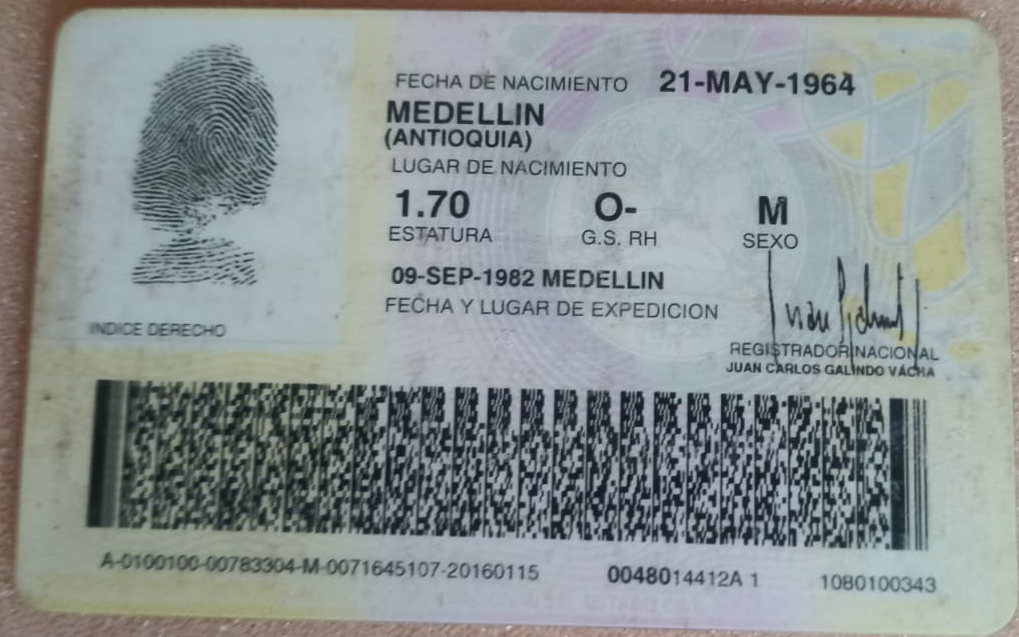 FECHA DE NACIMIENTO 21-MAY-1964
MEDELLIN
(ANTIOQUIA)
LUGAR DE NACIMIENTO
1.70 O- M
ESTATURA G.S. RH SEXO
09-SEP-1982 MEDELLIN
FECHA Y LUGAR DE EXPEDICION
INDICE DERECHO
REGISTRADOR NACIONAL
JUAN CARLOS GALINDO VACHA
A-0100100-00783304-M-0071645107-20160115 0048014412A 1 1080100343